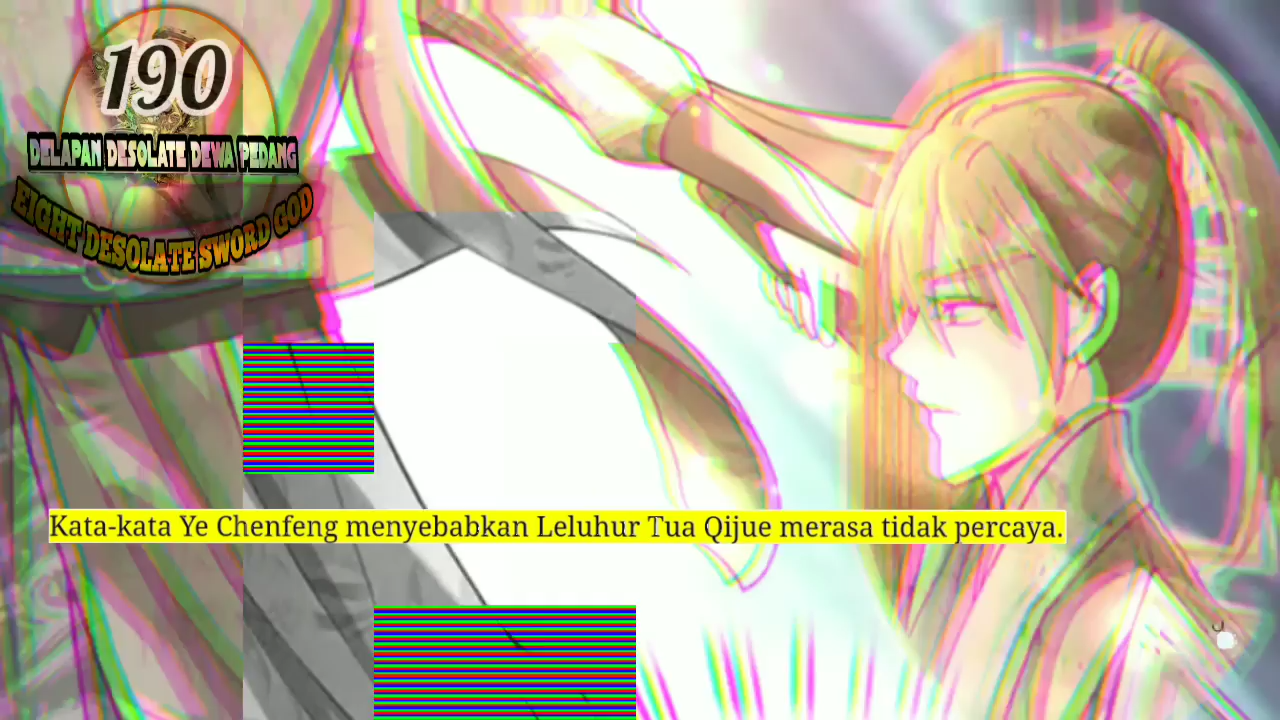 190
DELAPAN DESOLATE DEWA PEDANG
EIGHT DESOLATE SWORD GOD
Kata-kata Ye Chenfeng menyebabkan Leluhur Tua Qijue merasa tidak percaya.